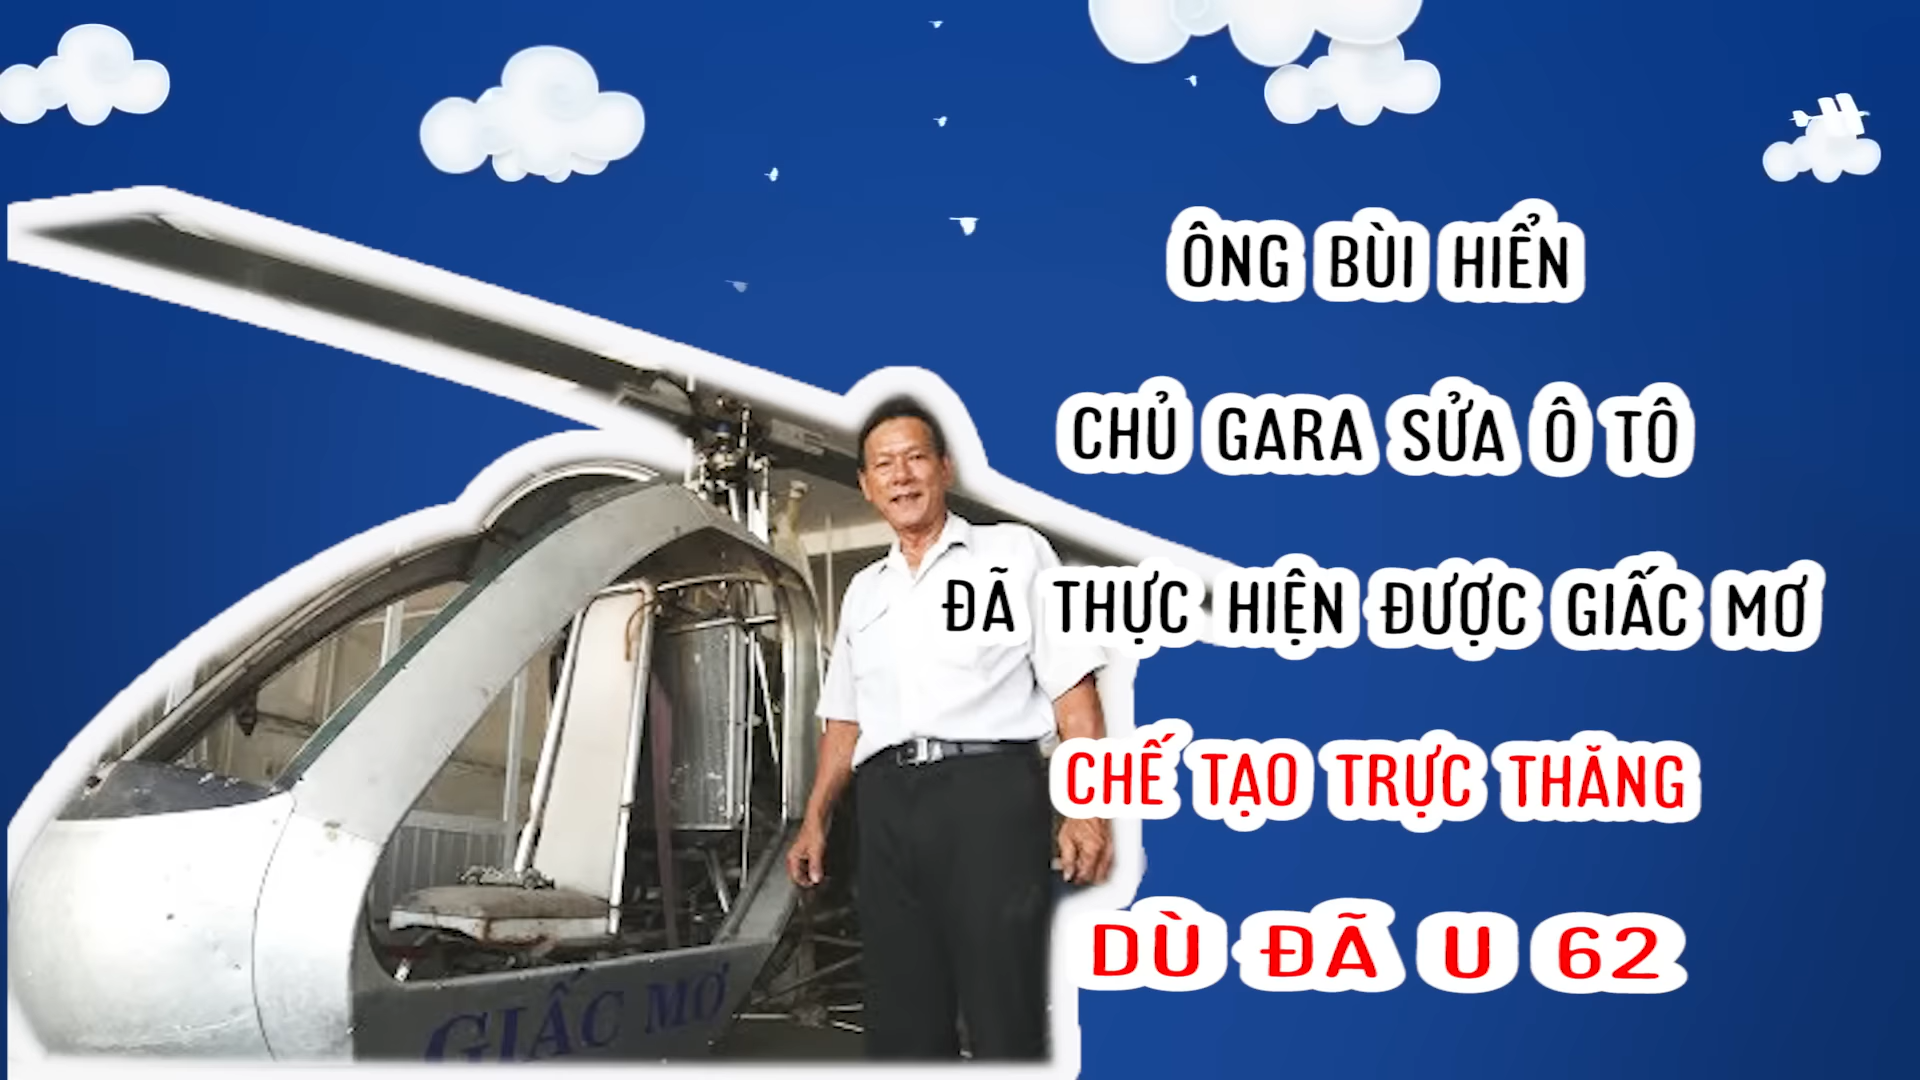 ÔNG BÙI HIỂN
CHỦ GARA SỬA Ô TÔ
ĐÃ THỰC HIỆN ĐƯỢC GIẤC MƠ
CHẾ TẠO TRỰC THĂNG
DÙ ĐÃ U 62
GIẤC MƠ